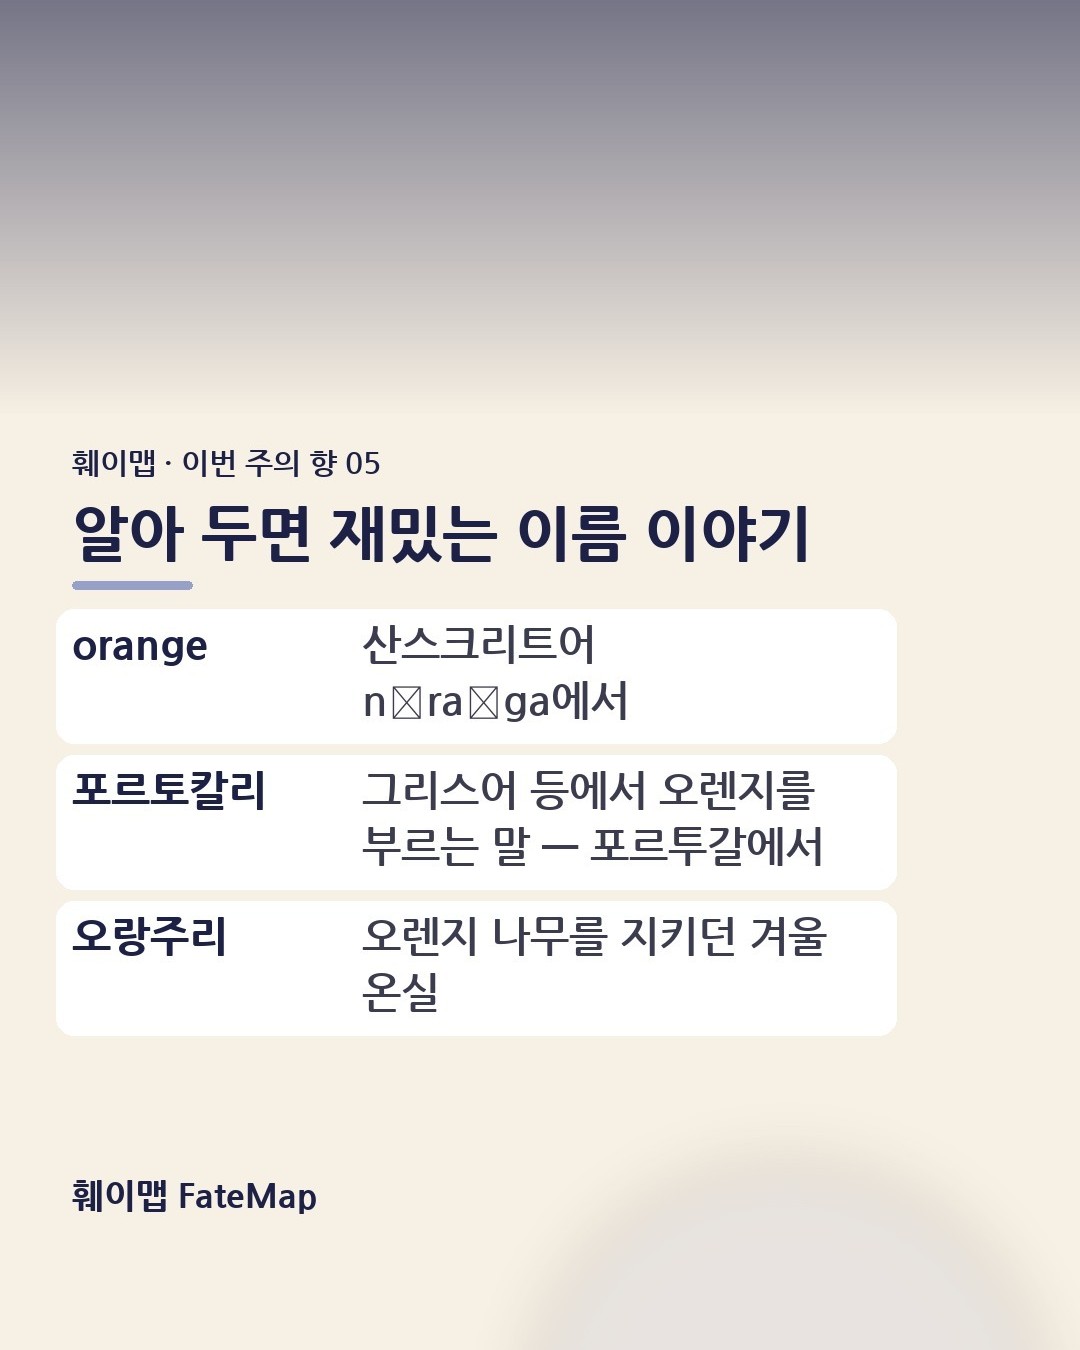 훼이맵 · 이번 주의 향 05
알아 두면 재밌는 이름 이야기
orange
산스크리트어
n☒ra☒ga에서
포르토칼리
그리스어 등에서 오렌지를
부르는 말 — 포르투갈에서
오랑주리
오렌지 나무를 지키던 겨울
온실
훼이맵 FateMap